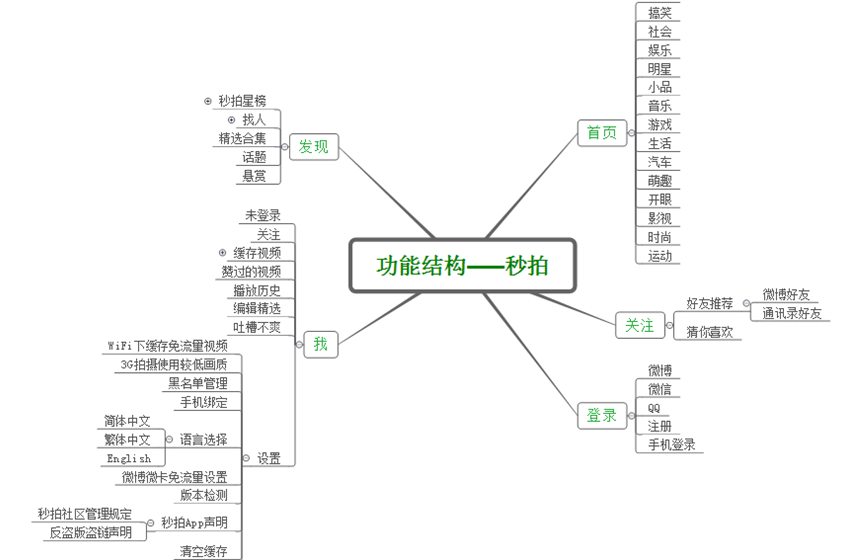 功能结构——秒拍
首页
搞笑
社会
娱乐
明星
小品
音乐
游戏
生活
汽车
萌趣
开眼
影视
时尚
运动
关注
好友推荐
微博好友
通讯录好友
猜你喜欢
登录
微博
微信
QQ
注册
手机登录
发现
秒拍星榜
找人
精选合集
话题
悬赏
我
未登录
关注
缓存视频
赞过的视频
播放历史
编辑精选
吐槽不爽
设置
WiFi下缓存免流量视频
3G拍摄使用较低画质
黑名单管理
手机绑定
语言选择
简体中文
繁体中文
English
微博微卡免流量设置
版本检测
秒拍App声明
秒拍社区管理规定
反盗版盗链声明
清空缓存